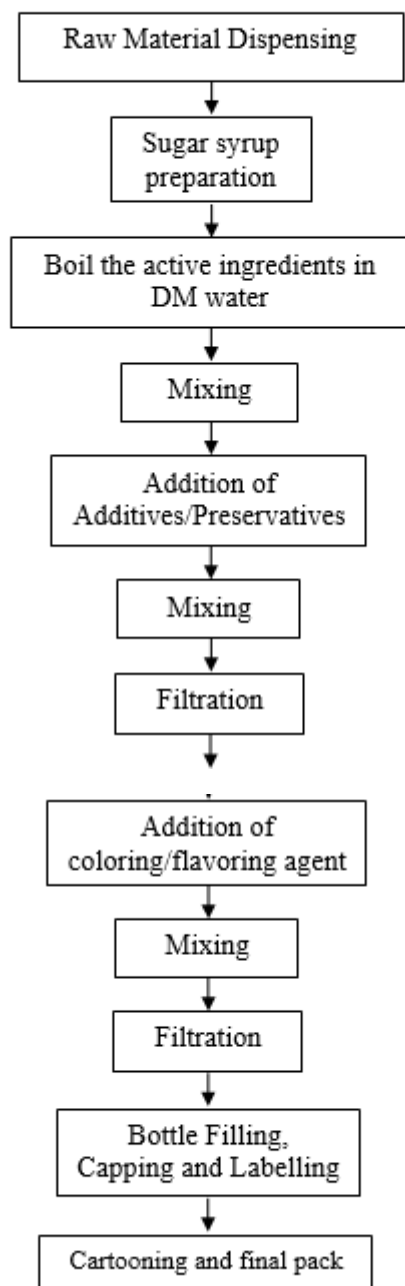 Raw Material Dispensing
Sugar syrup
preparation
Boil the active ingredients in
DM water
Mixing
Addition of
Additives/Preservatives
Mixing
Filtration
Addition of
coloring/flavoring agent
Mixing
Filtration
Bottle Filling,
Capping and Labelling
Cartooning and final pack